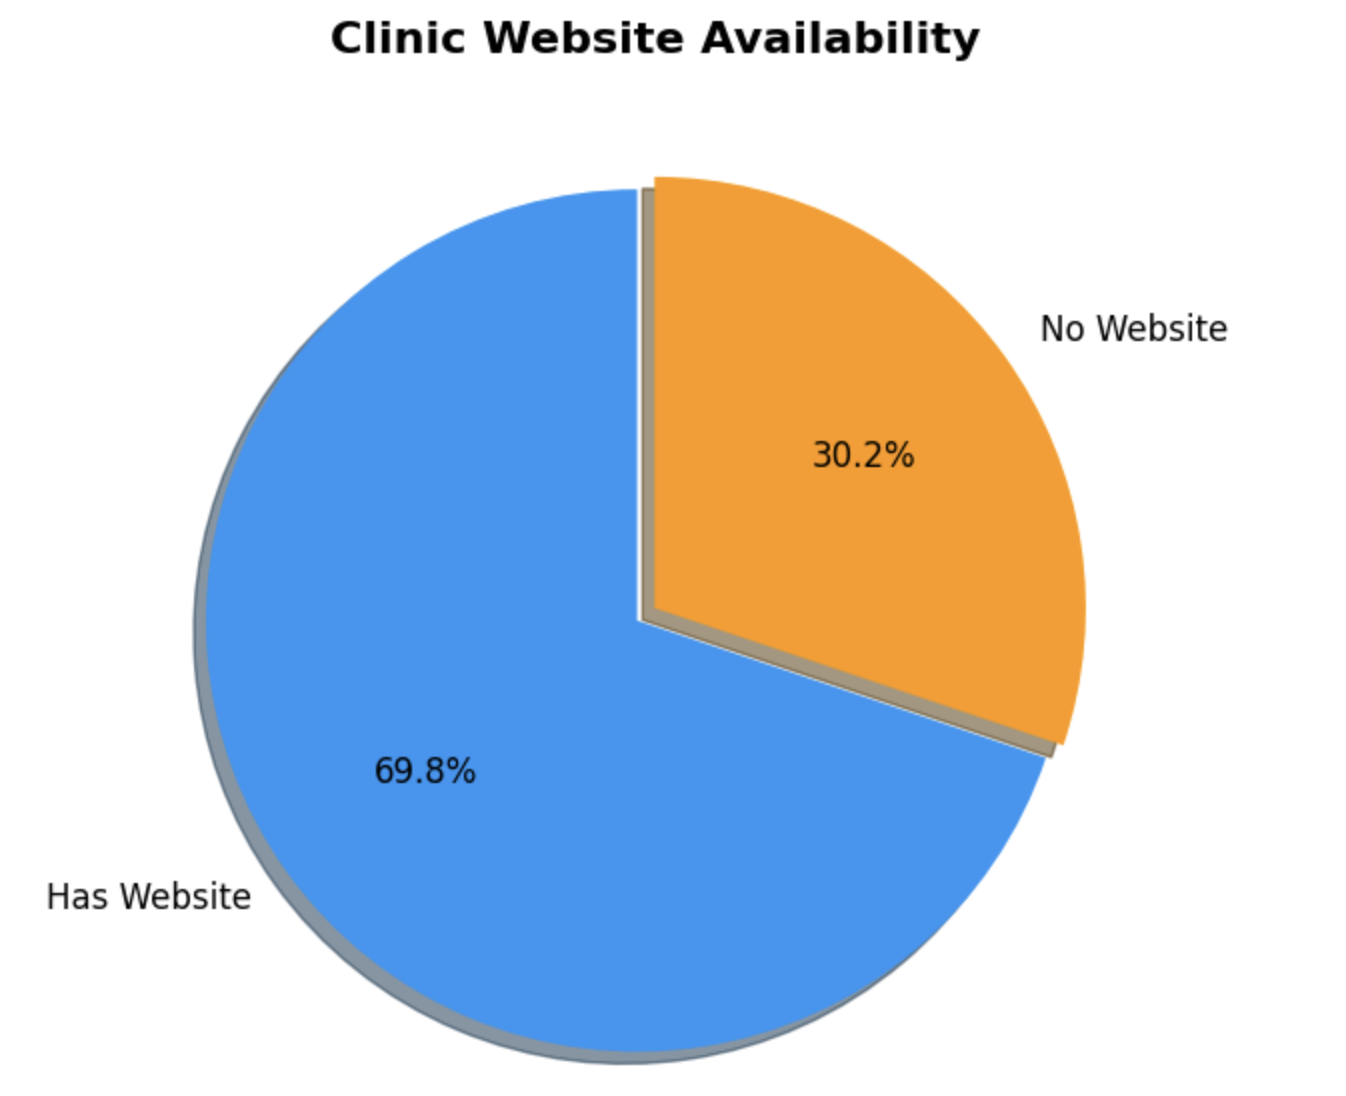 Clinic Website Availability
No Website
30.2%
69.8%
Has Website